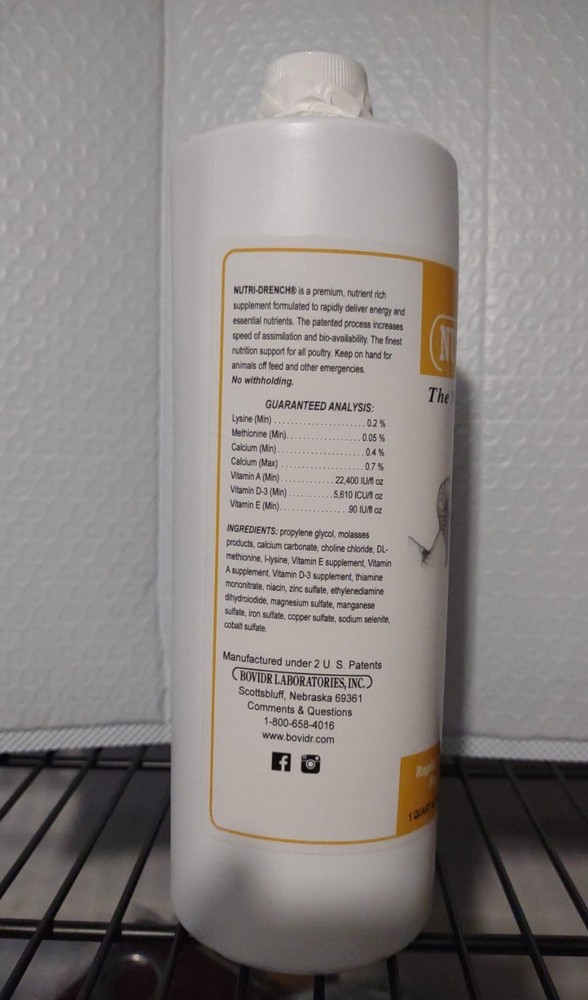 NUTRI-DRENCH® is a premium, nutrient rich
supplement formulated to rapidly deliver energy and
essential nutrients. The patented process increases
speed of assimilation and bio-availability. The finest
nutrition support for all poultry. Keep on hand for
animals off feed and other emergencies.
No withholding.
GUARANTEED ANALYSIS:
Lysine (Min) ...................... 0.2 %
Methionine (Min)................... 0.05 %
Calcium (Min)...................... 0.4 %
Calcium (Max) ..................... 0.7 %
Vitamin A (Min) .............. 22,400 IU/fl oz
Vitamin D-3 (Min) ............ 5,610 ICU/fl oz
Vitamin E (Min)................. 90 IU/fl oz
INGREDIENTS: propylene glycol, molasses
products, calcium carbonate, choline chloride, DL-
methionine, l-lysine, Vitamin E supplement, Vitamin
A supplement, Vitamin D-3 supplement, thiamine
mononitrate, niacin, zinc sulfate, ethylenediamine
dihydroiodide, magnesium sulfate, manganese
sulfate, iron sulfate, copper sulfate, sodium selenite,
cobalt sulfate.
Manufactured under 2 U. S. Patents
BOVIDR LABORATORIES, INC.
Scottsbluff, Nebraska 69361
Comments & Questions
1-800-658-4016
www.bovidr.com
The
1 QUART